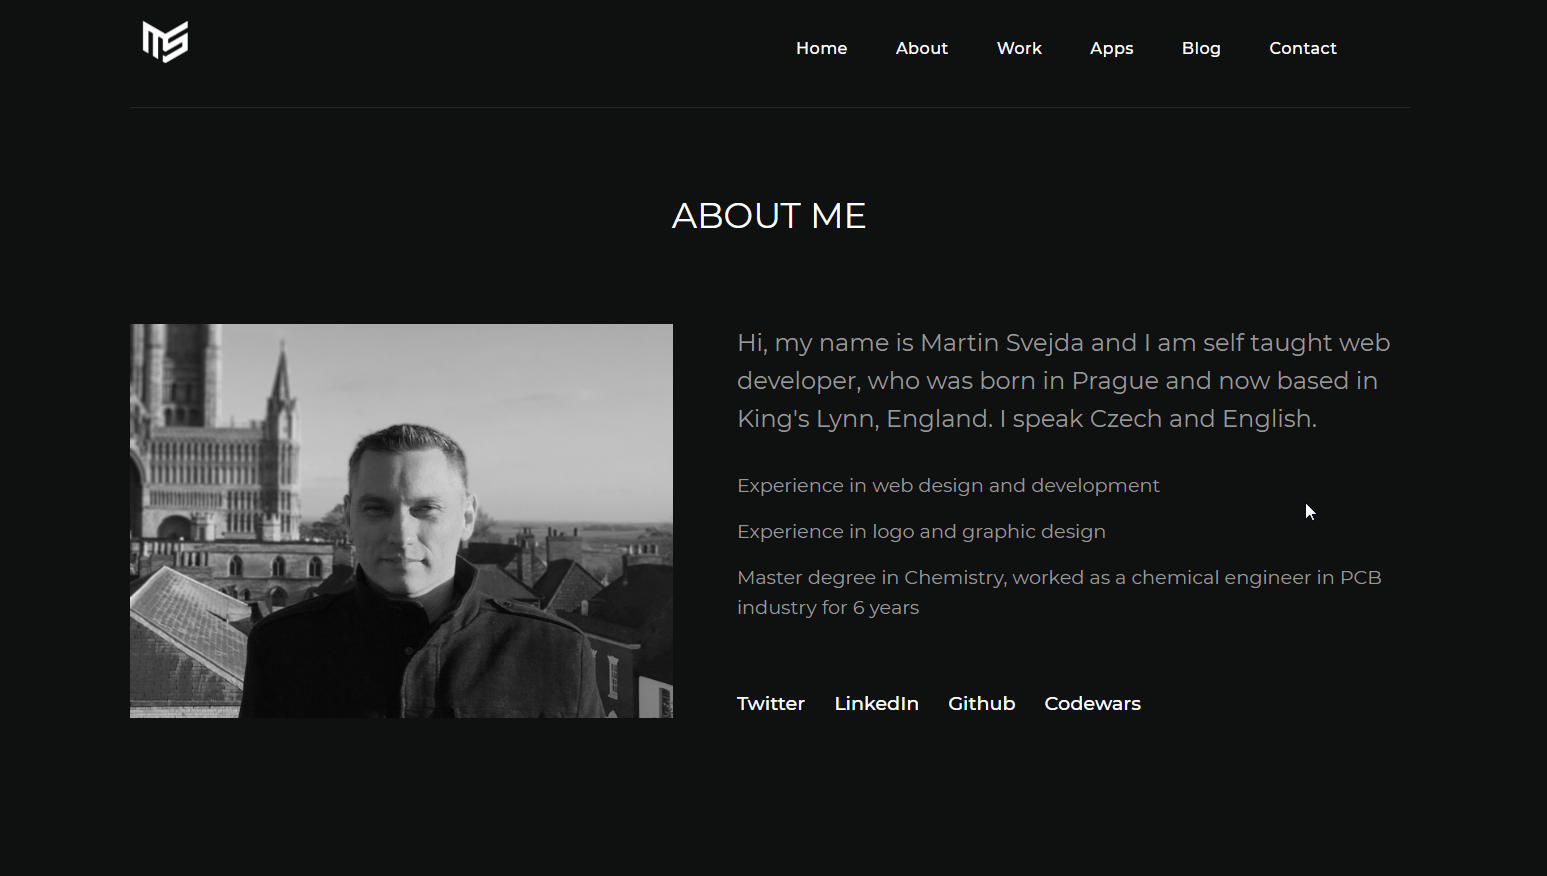 MS
Home About Work Apps Blog Contact
ABOUT ME
Hi, my name is Martin Svejda and I am self taught web
developer, who was born in Prague and now based in
King's Lynn, England. I speak Czech and English.
Experience in web design and development
Experience in logo and graphic design
Master degree in Chemistry, worked as a chemical engineer in PCB
industry for 6 years
Twitter LinkedIn Github Codewars